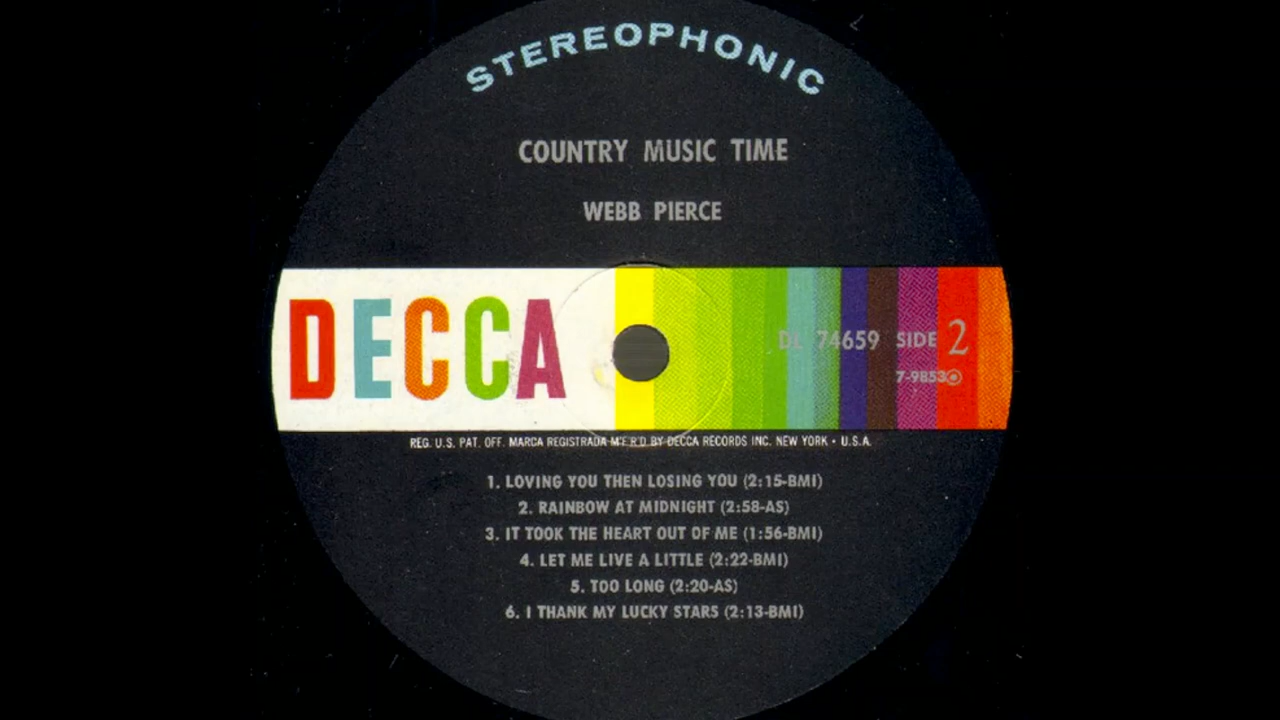 STEREOPHONIC
COUNTRY MUSIC TIME
WEBB PIERCE
DECCA
DL 74659 SIDE 2
7-9853
REG. U.S. PAT. OFF. MARCA REGISTRADA M'F'R'D BY DECCA RECORDS INC. NEW YORK • U.S.A.
1. LOVING YOU THEN LOSING YOU (2:15-BMI)
2. RAINBOW AT MIDNIGHT (2:58-AS)
3. IT TOOK THE HEART OUT OF ME (1:56-BMI)
4. LET ME LIVE A LITTLE (2:22-BMI)
5. TOO LONG (2:20-AS)
6. I THANK MY LUCKY STARS (2:13-BMI)